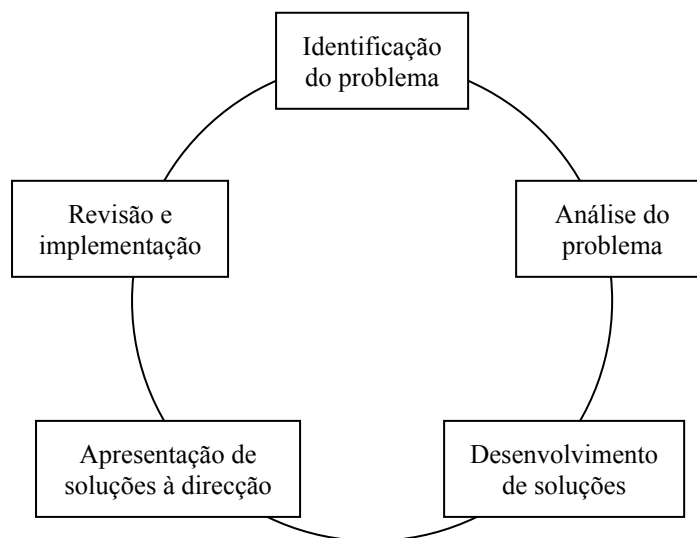 Identificação
do problema
Análise do
problema
Desenvolvimento
de soluções
Apresentação de
soluções à direcção
Revisão e
implementação